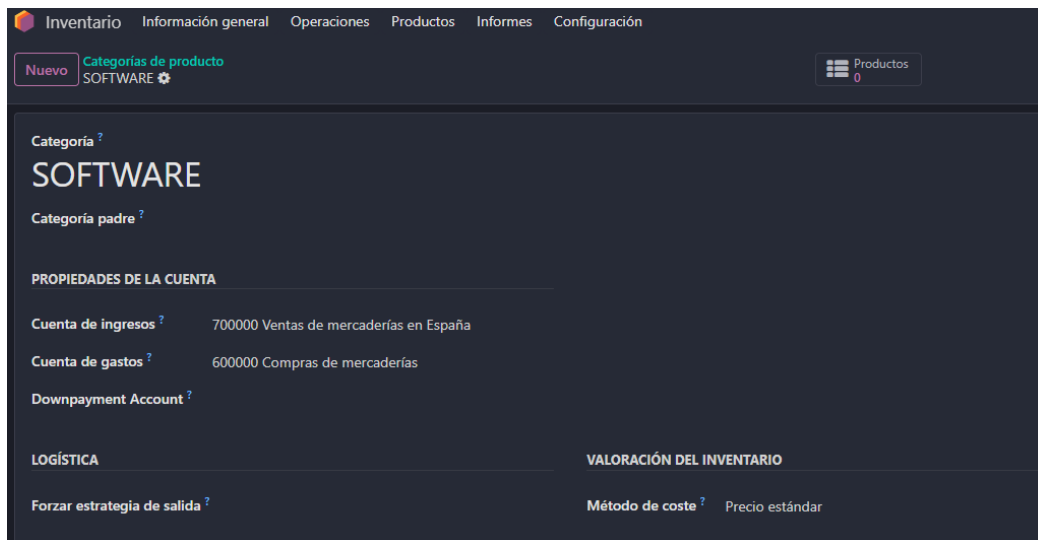 Inventario Información general Operaciones Productos Informes Configuración
Nuevo
Categorías de producto
SOFTWARE
Productos
0
Categoría ?
SOFTWARE
Categoría padre ?
PROPIEDADES DE LA CUENTA
Cuenta de ingresos ? 700000 Ventas de mercaderías en España
Cuenta de gastos ? 600000 Compras de mercaderías
Downpayment Account ?
LOGÍSTICA
VALORACIÓN DEL INVENTARIO
Forzar estrategia de salida ?
Método de coste ? Precio estándar